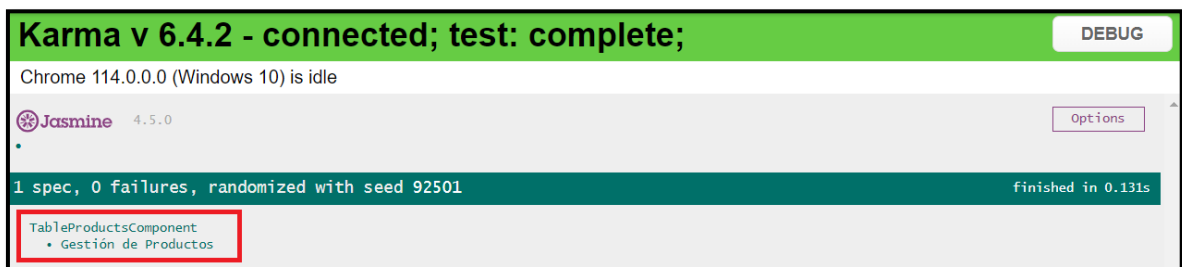 Karma v 6.4.2 - connected; test: complete;
DEBUG
Chrome 114.0.0.0 (Windows 10) is idle
Jasmine 4.5.0
Options
•
1 spec, 0 failures, randomized with seed 92501
finished in 0.131s
TableProductsComponent
• Gestión de Productos